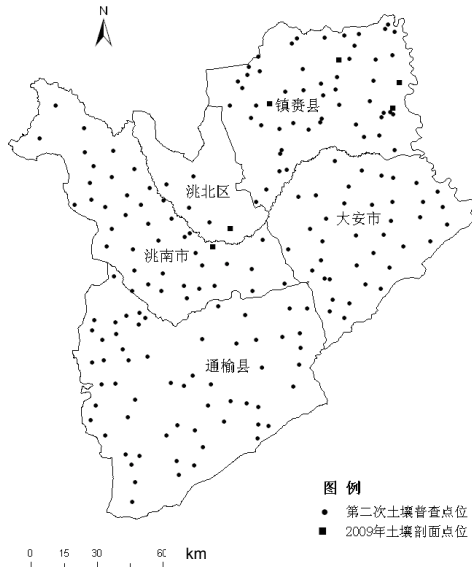 N
镇赉县
洮北区
大安市
洮南市
通榆县
图 例
第二次土壤普查点位
2009年土壤剖面点位
0 15 30 60 km